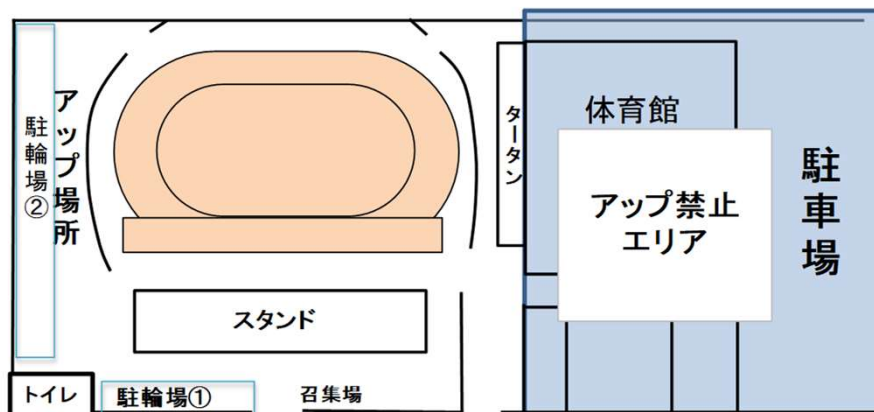 駐輪場②
アップ場所
タータン
体育館
アップ禁止
エリア
駐車場
スタンド
トイレ
駐輪場①
召集場